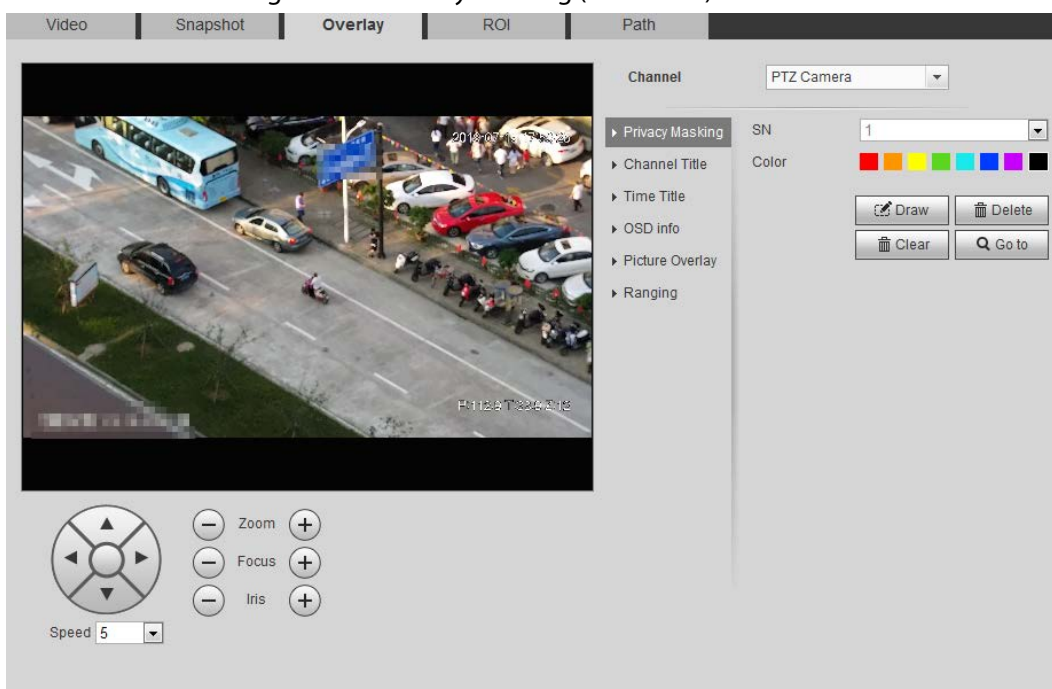 Video Snapshot Overlay ROI Path
Channel PTZ Camera
Privacy Masking
Channel Title
Time Title
OSD info
Picture Overlay
Ranging
SN 1
Color
Draw Delete
Clear Go to
Zoom
Focus
Iris
Speed 5